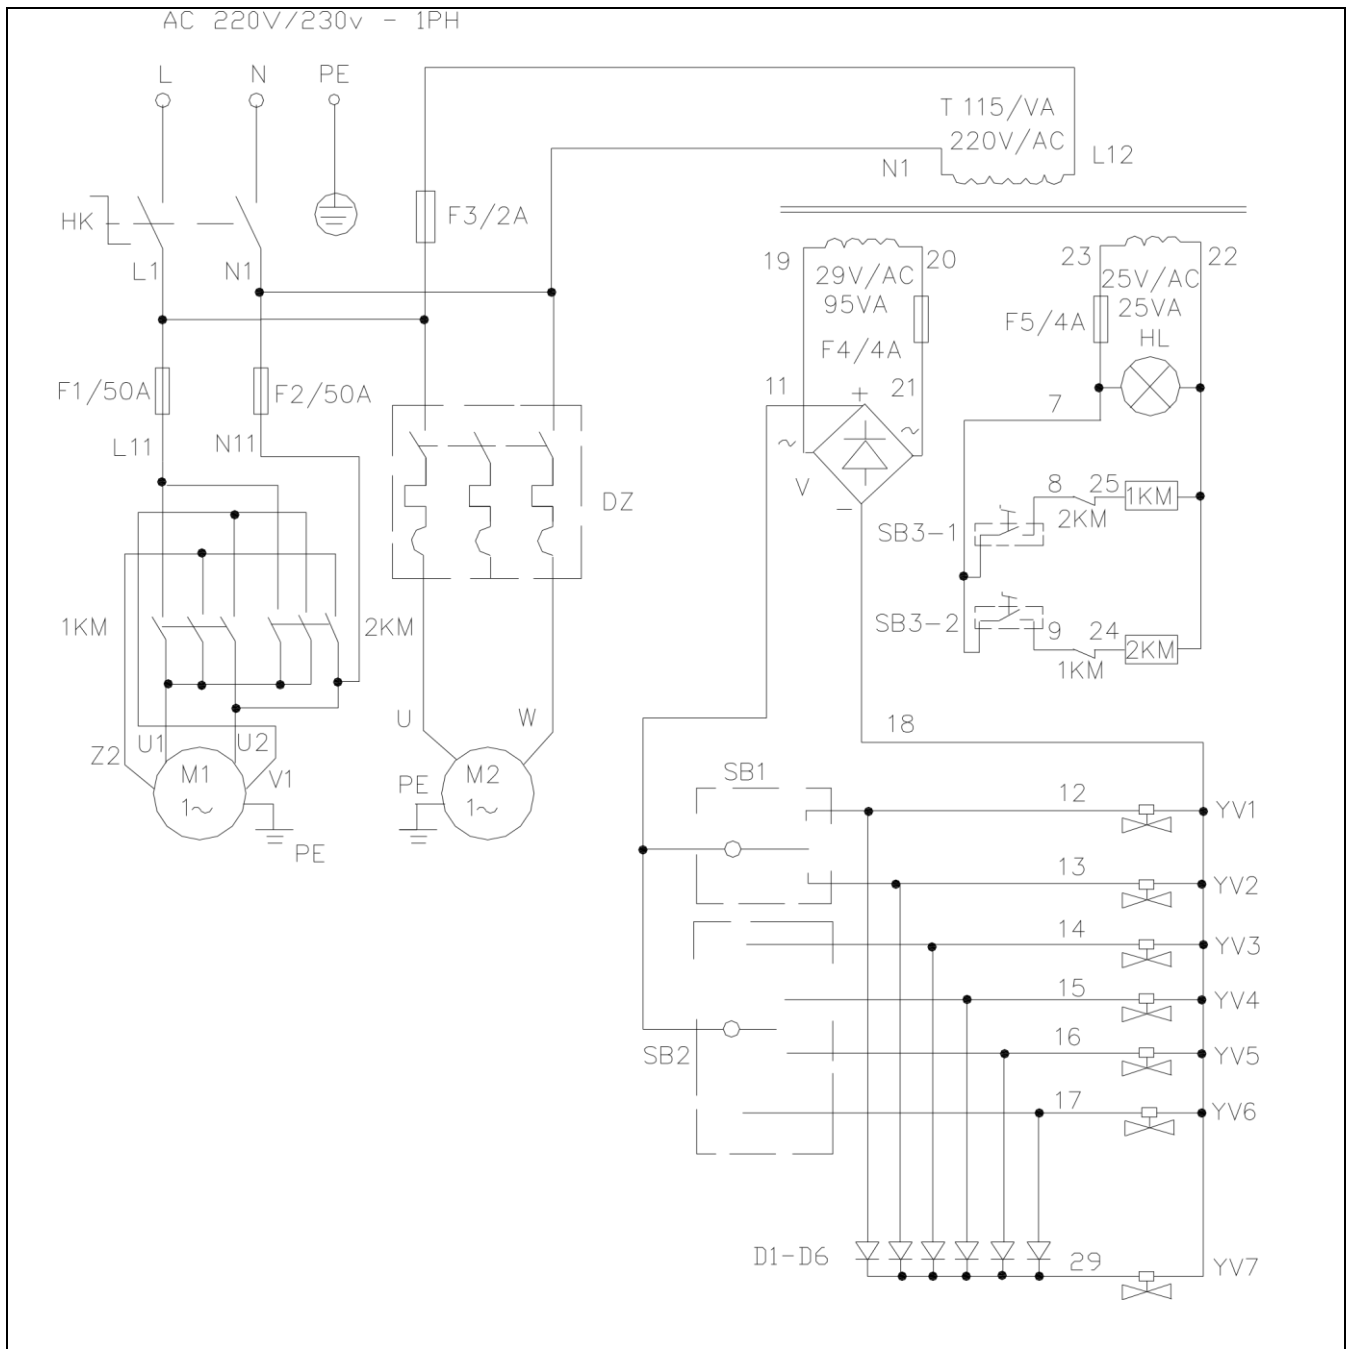 AC 220V/230v - 1PH
L N PE
T 115/VA
220V/AC
N1 L12
HK
F3/2A
L1 N1
19 20 23 22
29V/AC
95VA
25V/AC
25VA
F5/4A
HL
F4/4A
F1/50A F2/50A
11 21 7
+
L11 N11
~ ~
V
-
DZ
8 25 1KM
2KM
SB3-1
1KM 2KM
SB3-2
9 24 2KM
1KM
U W
18
Z2 U1 U2 V1
M1
1~
PE
M2
1~
PE
SB1
12 YV1
13 YV2
14 YV3
15 YV4
16 YV5
SB2
17 YV6
D1-D6
29 YV7